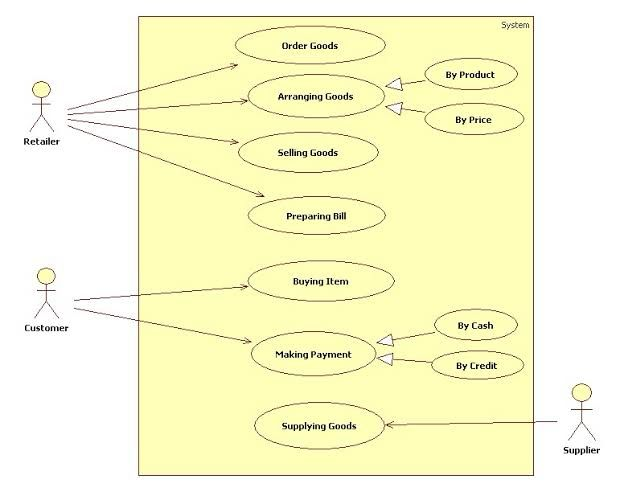 System
Order Goods
By Product
Arranging Goods
By Price
Retailer
Selling Goods
Preparing Bill
Buying Item
Customer
By Cash
Making Payment
By Credit
Supplying Goods
Supplier